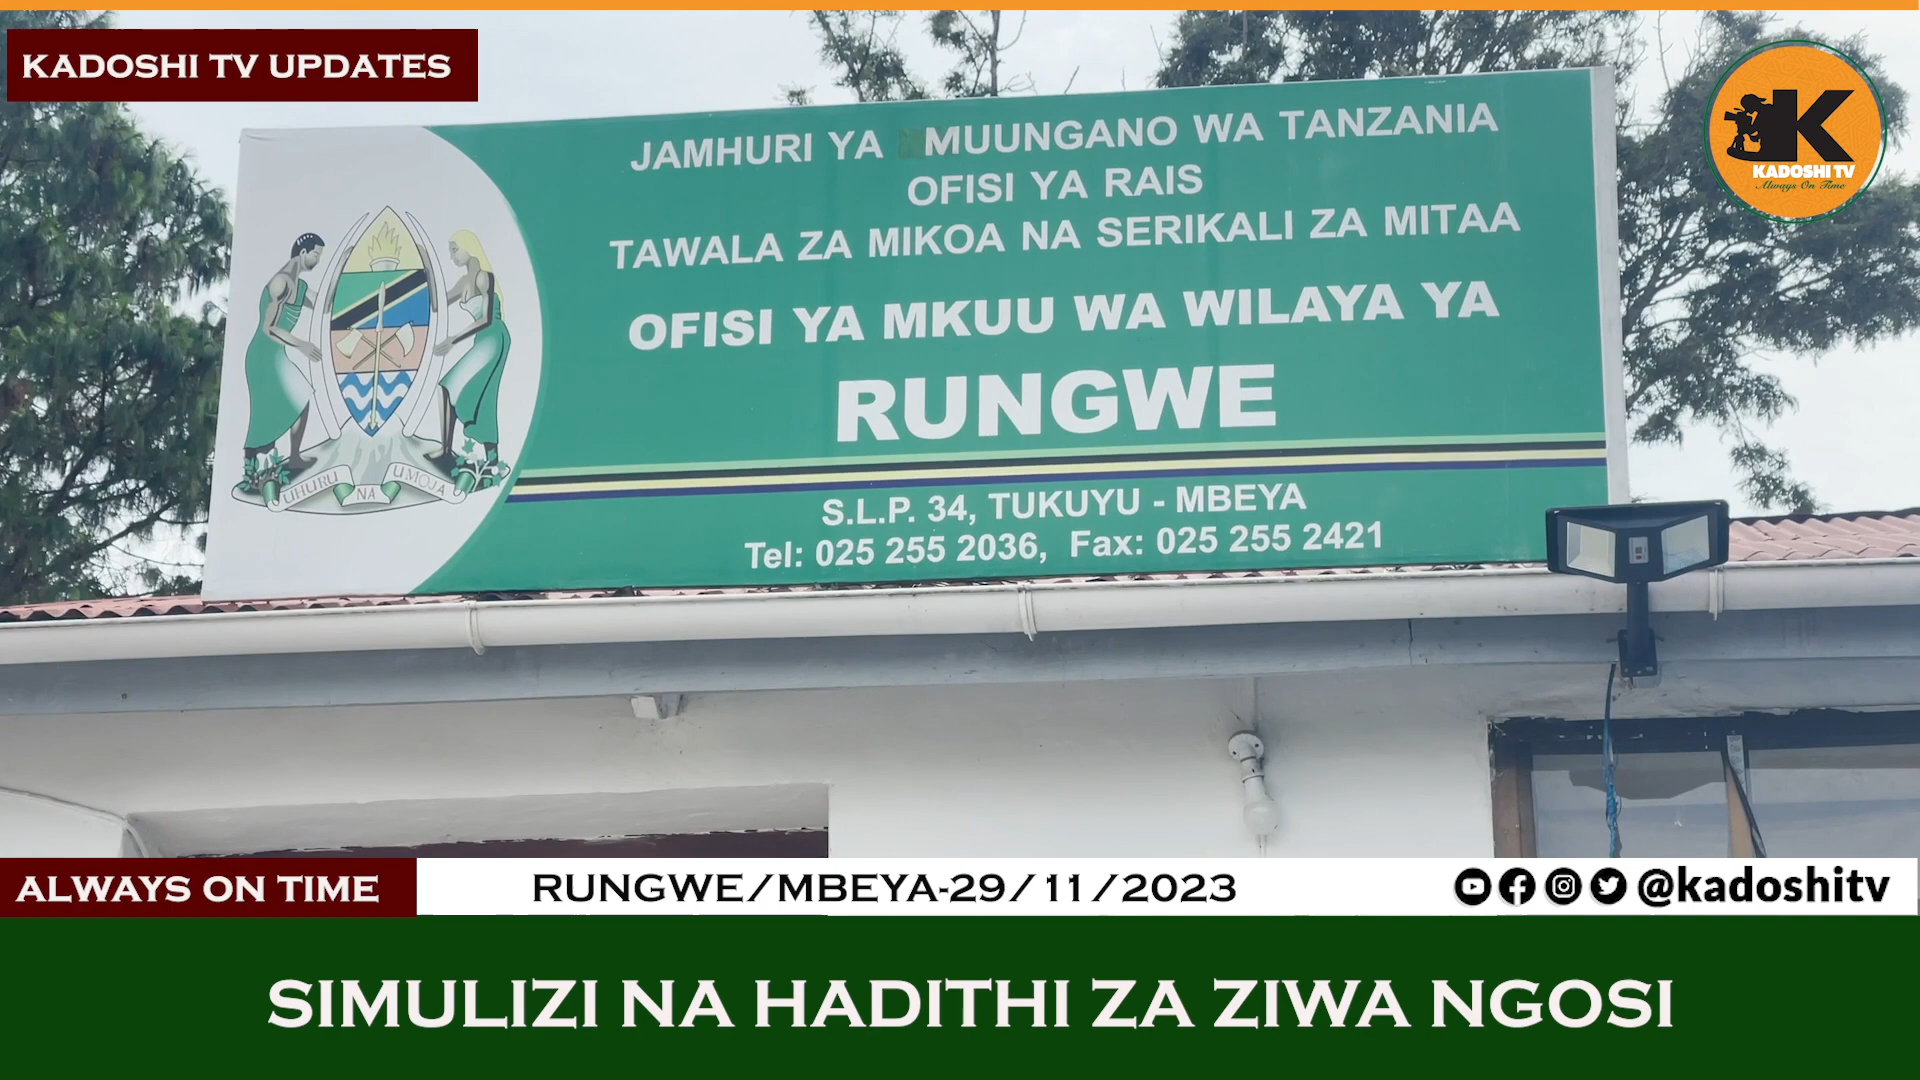 KADOSHI TV UPDATES
K
KADOSHI TV
Always On Time
JAMHURI YA MUUNGANO WA TANZANIA
OFISI YA RAIS
TAWALA ZA MIKOA NA SERIKALI ZA MITAA
OFISI YA MKUU WA WILAYA YA
RUNGWE
UHURU NA UMOJA
S.L.P. 34, TUKUYU - MBEYA
Tel: 025 255 2036, Fax: 025 255 2421
ALWAYS ON TIME
RUNGWE/MBEYA-29/11/2023
@kadoshitv
SIMULIZI NA HADITHI ZA ZIWA NGOSI